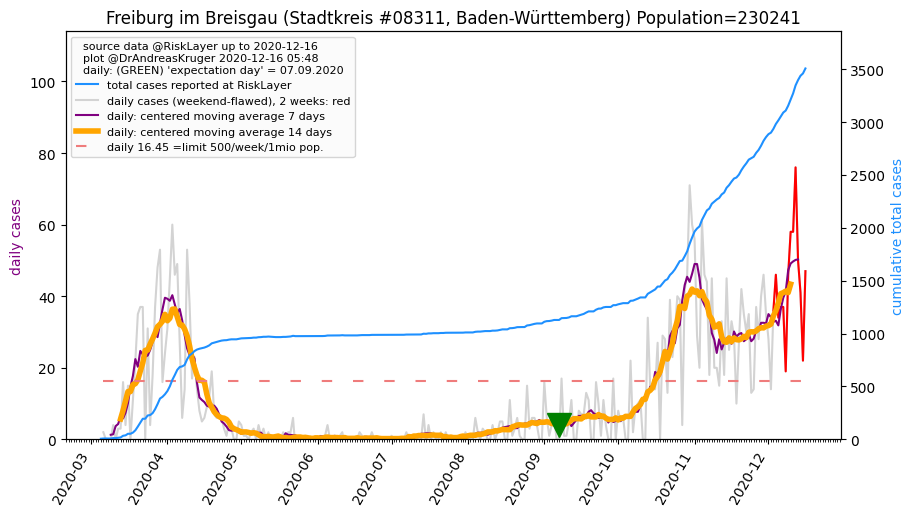 Freiburg im Breisgau (Stadtkreis #08311, Baden-Württemberg) Population=230241
source data @RiskLayer up to 2020-12-16
plot @DrAndreasKruger 2020-12-16 05:48
daily: (GREEN) 'expectation day' = 07.09.2020
total cases reported at RiskLayer
daily cases (weekend-flawed), 2 weeks: red
daily: centered moving average 7 days
daily: centered moving average 14 days
daily 16.45 =limit 500/week/1mio pop.
daily cases
100
80
60
40
20
0
3500
3000
2500
2000
1500
1000
500
0
cumulative total cases
2020-03
2020-04
2020-05
2020-06
2020-07
2020-08
2020-09
2020-10
2020-11
2020-12